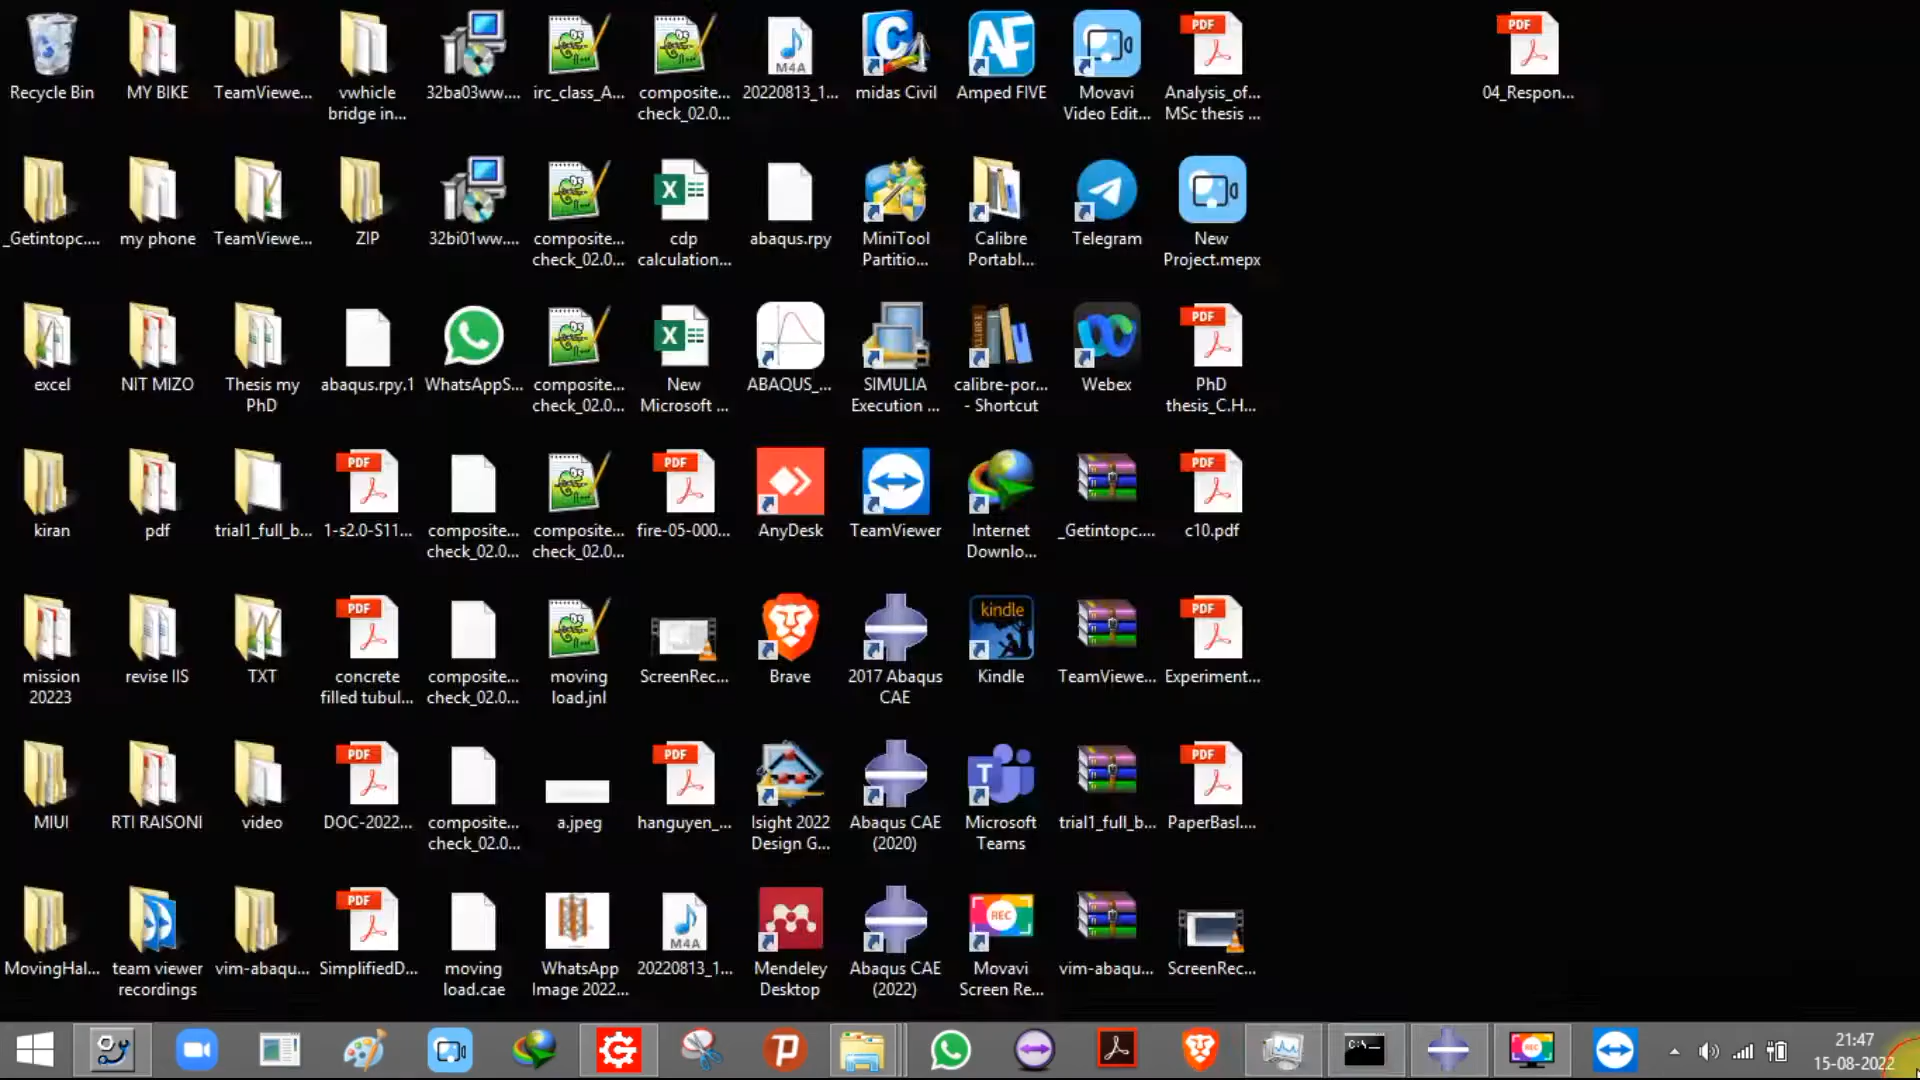 Recycle Bin
MY BIKE
TeamViewe...
vwhicle
bridge in...
32ba03ww....
irc_class_A...
composite...
check_02.0...
M4A
20220813_1...
midas Civil
AF
Amped FIVE
Movavi
Video Edit...
PDF
Analysis_of...
MSc thesis ...
PDF
04_Respon...
_Getintopc....
my phone
TeamViewe...
ZIP
32bi01ww....
composite...
check_02.0...
cdp
calculation...
abaqus.rpy
MiniTool
Partitio...
Calibre
Portabl...
Telegram
New
Project.mepx
excel
NIT MIZO
Thesis my
PhD
abaqus.rpy.1
WhatsAppS...
composite...
check_02.0...
New
Microsoft ...
ABAQUS_...
SIMULIA
Execution ...
calibre-por...
- Shortcut
Webex
PDF
PhD
thesis_C.H...
kiran
pdf
trial1_full_b...
PDF
1-s2.0-S11...
composite...
check_02.0...
composite...
check_02.0...
PDF
fire-05-000...
AnyDesk
TeamViewer
Internet
Downlo...
_Getintopc....
PDF
c10.pdf
mission
20223
revise IIS
TXT
PDF
concrete
filled tubul...
composite...
check_02.0...
moving
load.jnl
ScreenRec...
Brave
2017 Abaqus
CAE
kindle
Kindle
TeamViewe...
PDF
Experiment...
MIUI
RTI RAISONI
video
PDF
DOC-2022...
composite...
check_02.0...
a.jpeg
PDF
hanguyen_...
Isight 2022
Design G...
Abaqus CAE
(2020)
Microsoft
Teams
trial1_full_b...
PDF
PaperBasI....
MovingHal...
team viewer
recordings
vim-abaqu...
PDF
SimplifiedD...
moving
load.cae
WhatsApp
Image 2022...
M4A
20220813_1...
Mendeley
Desktop
Abaqus CAE
(2022)
REC
Movavi
Screen Re...
vim-abaqu...
ScreenRec...
21:47
15-08-2022